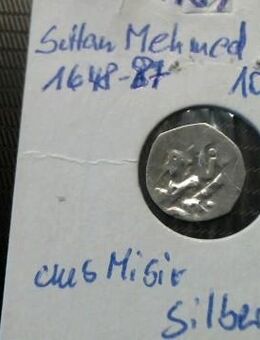 Sultan Mehmed
1648-87 10
aus Misir
Silber